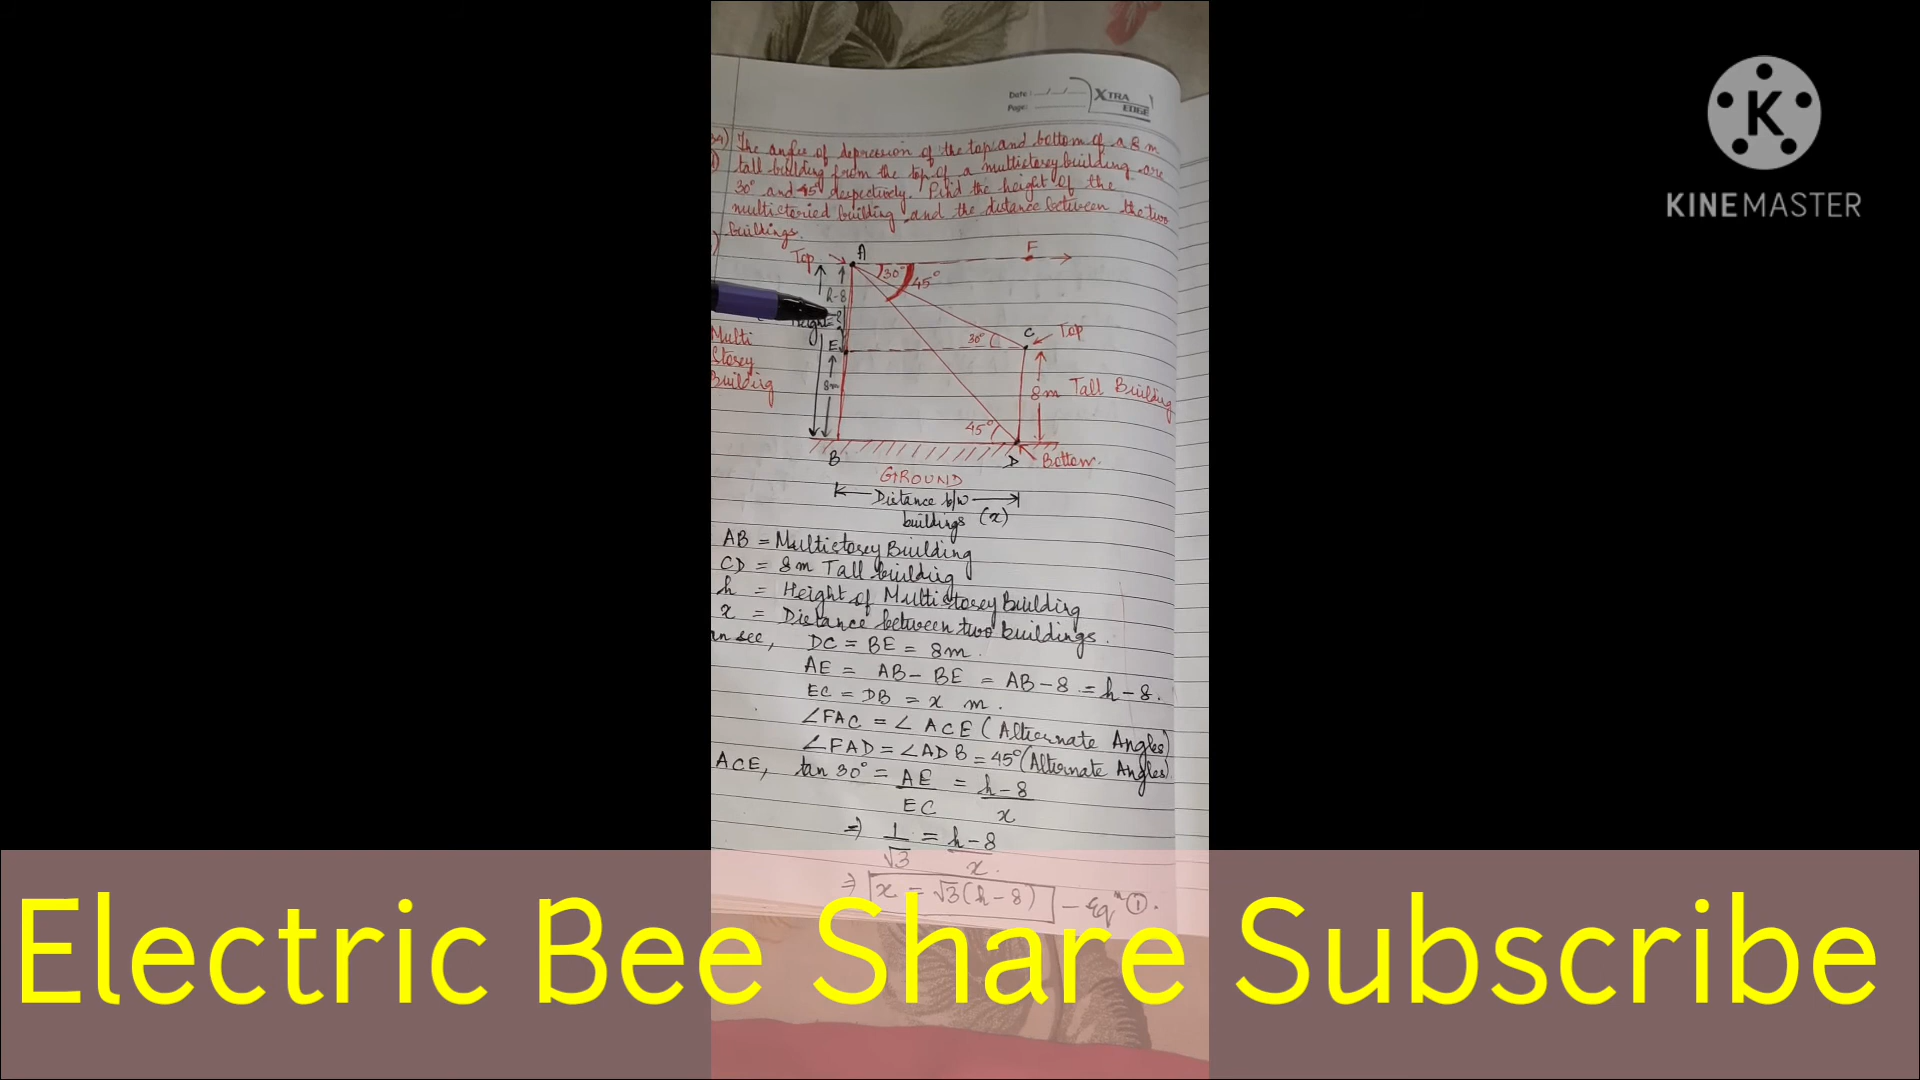 Date : __/__/__
Page:
XTRA
EDGE
The angles of depression of the top and bottom of a 8 m
tall building from the top of a multistorey building are
30° and 45° respectively. Find the height of the
multistoried building and the distance between the two
buildings.
Top
A
F
30°
45°
h-8
Height=?
Multi
Storey
Building
E
30°
C
Top
8m
8m Tall Building
45°
B
D
Bottom.
GROUND
Distance b/w
buildings (x)
AB = Multistorey Building
CD = 8m Tall building
h = Height of Multistorey Building
x = Distance between two buildings.
n see, DC = BE = 8m.
AE = AB - BE = AB - 8 = h - 8.
EC = DB = x m.
∠FAC = ∠ ACE (Alternate Angles)
∠FAD = ∠ADB = 45° (Alternate Angles)
ACE, tan 30° = AE/EC = h-8/x
⇒ 1/√3 = h-8/x.
⇒ x = √3(h-8) — Eqⁿ ①.
KINEMASTER
Electric Bee Share Subscribe